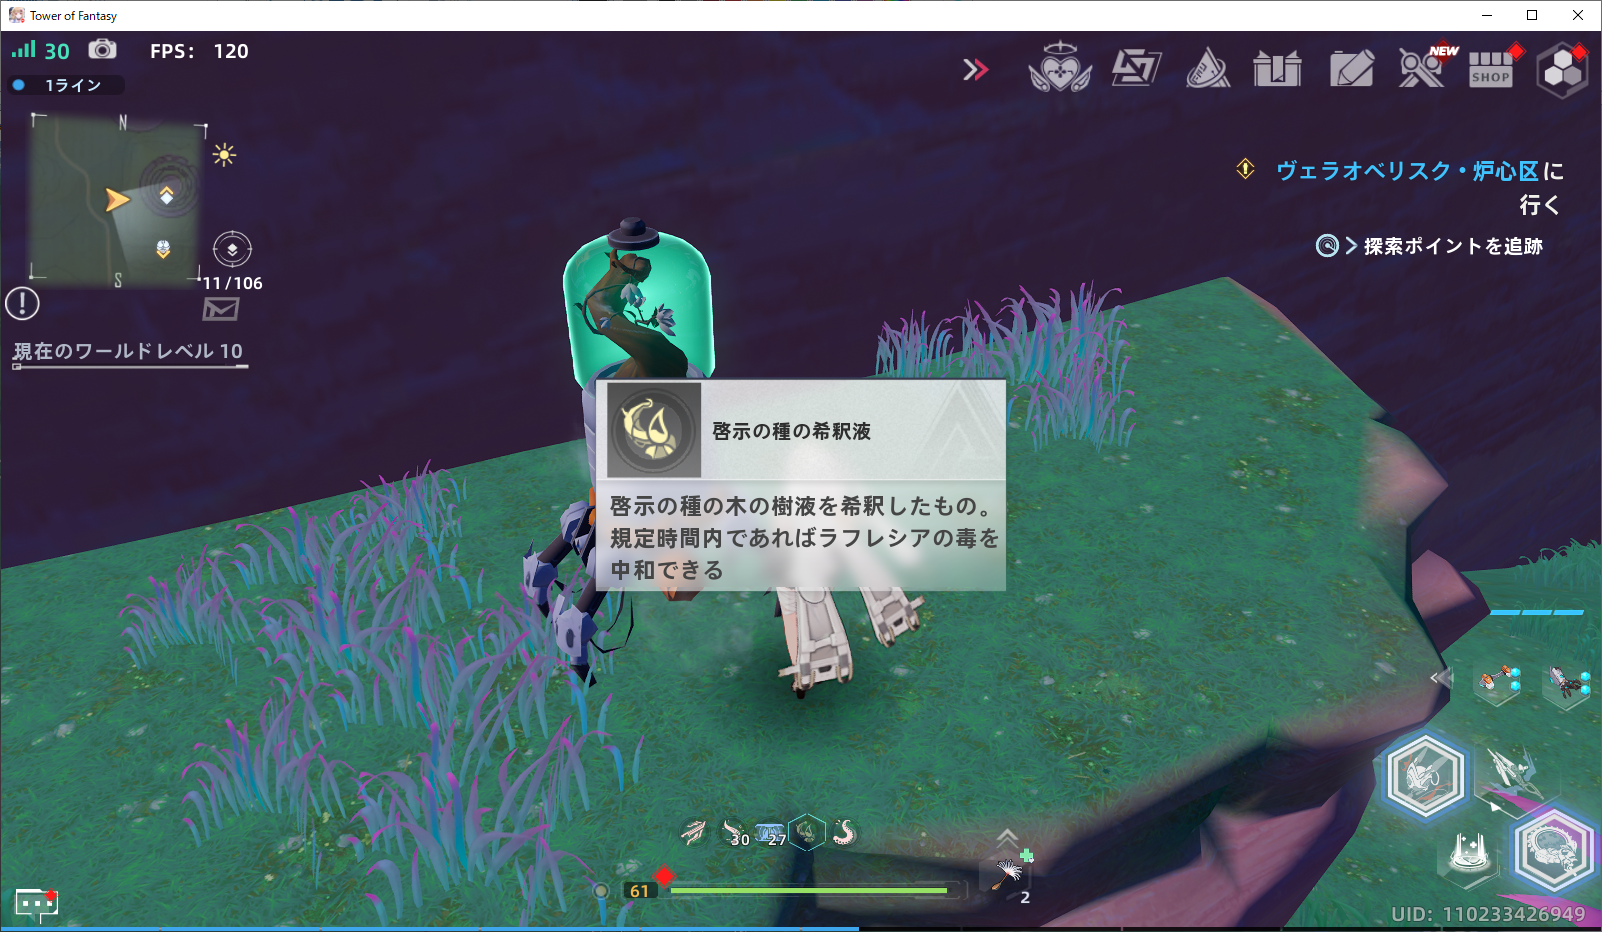 Tower of Fantasy
30
FPS: 120
1ライン
N
S
11/106
現在のワールドレベル 10
NEW
SHOP
ヴェラオベリスク・炉心区に
行く
探索ポイントを追跡
啓示の種の希釈液
啓示の種の木の樹液を希釈したもの。
規定時間内であればラフレシアの毒を
中和できる
30
27
61
2
UID: 110233426949